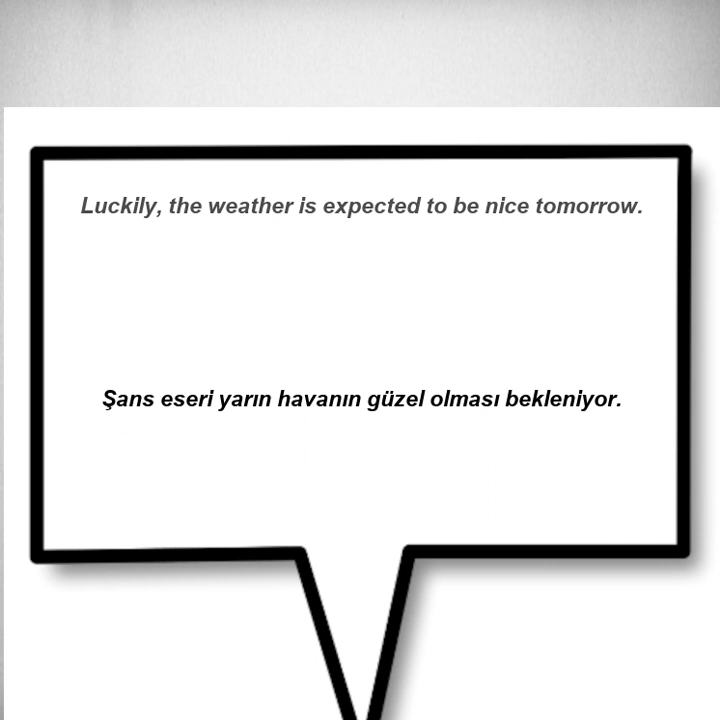 Luckily, the weather is expected to be nice tomorrow.
Şans eseri yarın havanın güzel olması bekleniyor.